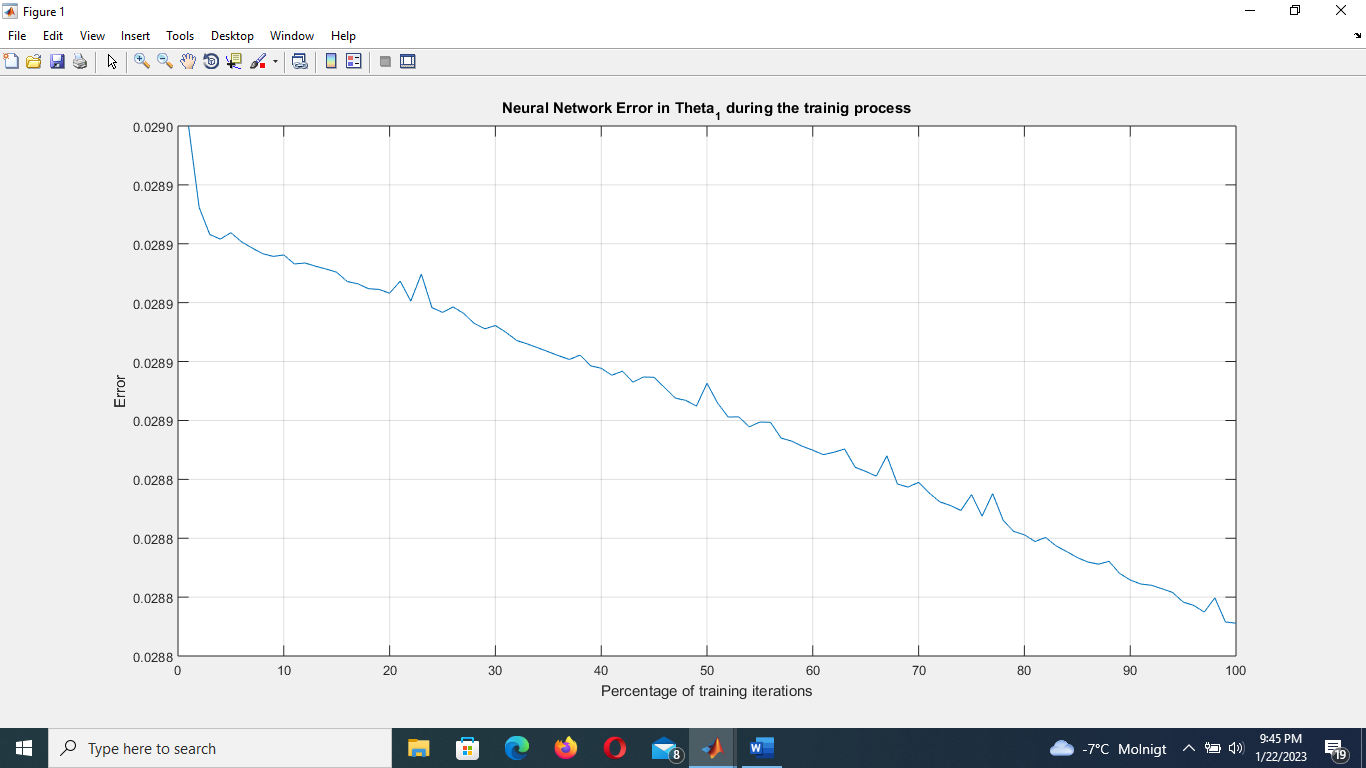 Figure 1
File Edit View Insert Tools Desktop Window Help
Neural Network Error in Theta1 during the trainig process
0.0290
0.0289
0.0289
0.0289
0.0289
0.0289
0.0288
0.0288
0.0288
0.0288
Error
0 10 20 30 40 50 60 70 80 90 100
Percentage of training iterations
Type here to search
8
W
-7°C Molnigt
9:45 PM
1/22/2023
19